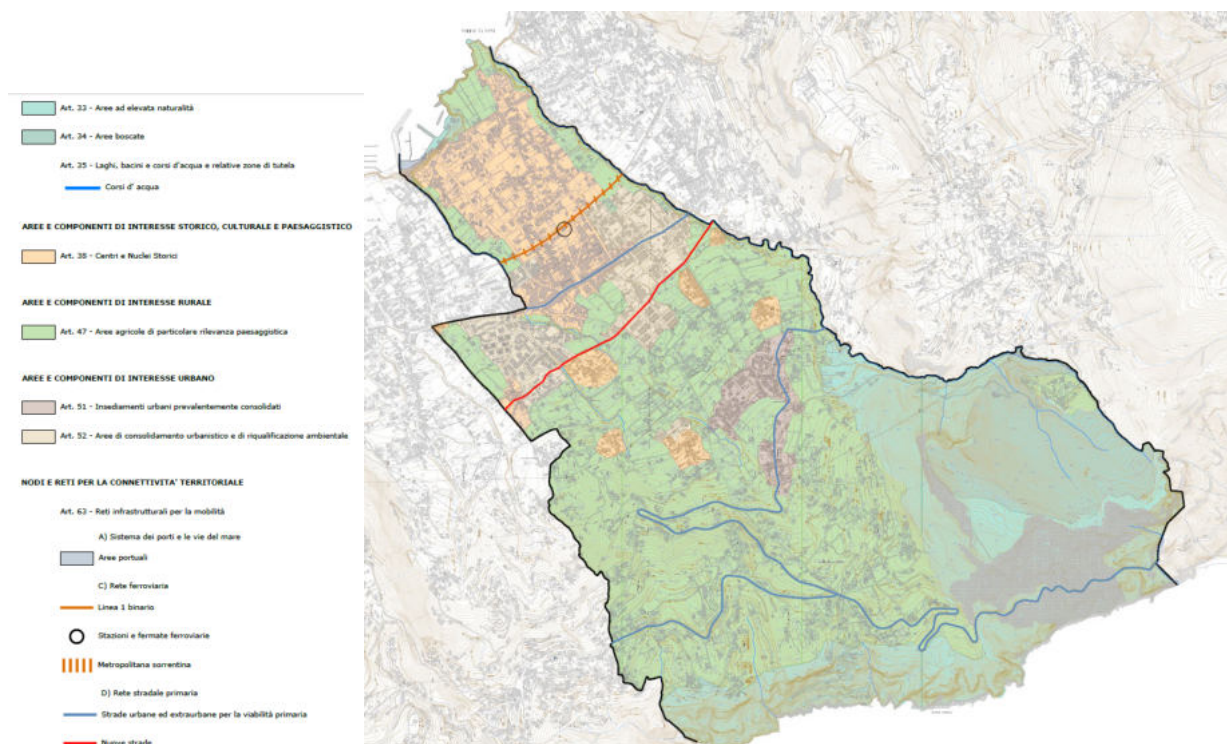 Art. 33 - Aree ad elevata naturalità
Art. 34 - Aree boscate
Art. 35 - Laghi, bacini e corsi d'acqua e relative zone di tutela
Corsi d' acqua
AREE E COMPONENTI DI INTERESSE STORICO, CULTURALE E PAESAGGISTICO
Art. 38 - Centri e Nuclei Storici
AREE E COMPONENTI DI INTERESSE RURALE
Art. 47 - Aree agricole di particolare rilevanza paesaggistica
AREE E COMPONENTI DI INTERESSE URBANO
Art. 51 - Insediamenti urbani prevalentemente consolidati
Art. 52 - Aree di consolidamento urbanistico e di riqualificazione ambientale
NODI E RETI PER LA CONNETTIVITA' TERRITORIALE
Art. 63 - Reti infrastrutturali per la mobilità
A) Sistema dei porti e le vie del mare
Aree portuali
C) Rete ferroviaria
Linea 1 binario
Stazioni e fermate ferroviarie
Metropolitana sorrentina
D) Rete stradale primaria
Strade urbane ed extraurbane per la viabilità primaria
Nuove strade